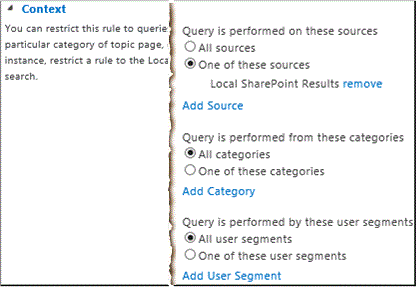 Context
You can restrict this rule to querie
particular category of topic page,
instance, restrict a rule to the Loca
search.
Query is performed on these sources
All sources
One of these sources
Local SharePoint Results remove
Add Source
Query is performed from these categories
All categories
One of these categories
Add Category
Query is performed by these user segments
All user segments
One of these user segments
Add User Segment